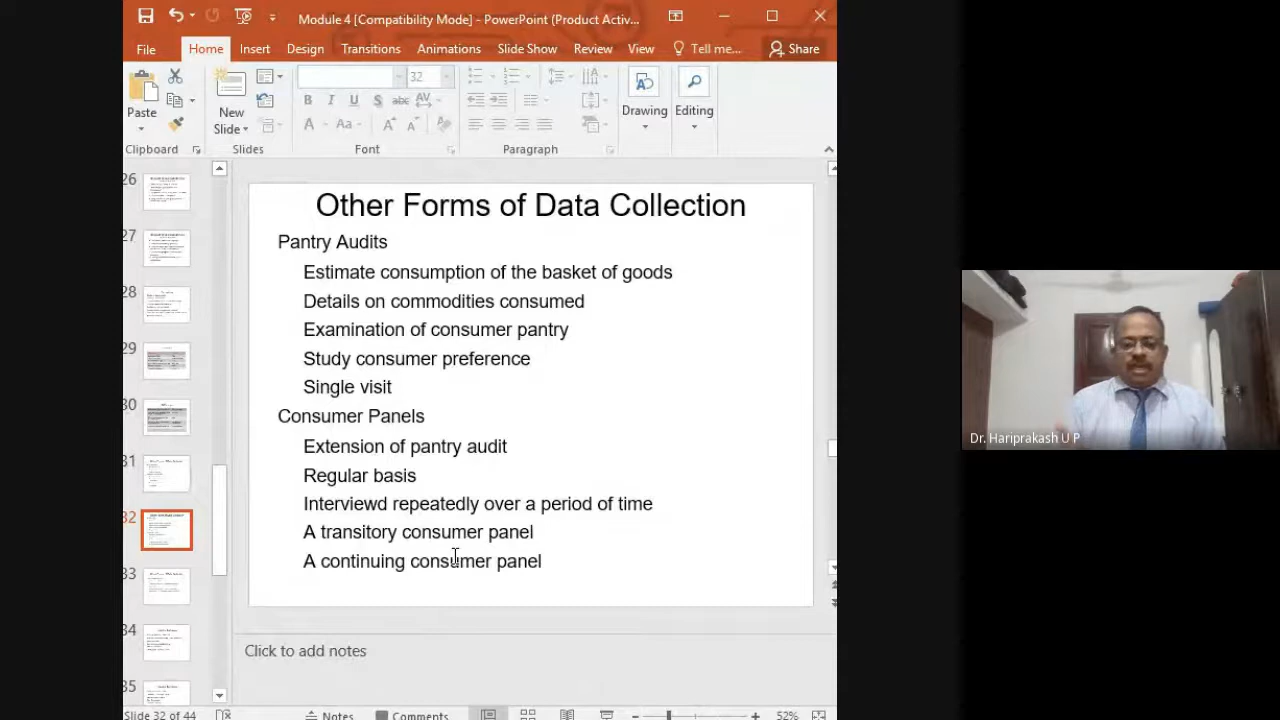 Module 4 [Compatibility Mode] - PowerPoint (Product Activ...
File Home Insert Design Transitions Animations Slide Show Review View Tell me... Share
32
Paste
New
Slide
Drawing
Editing
Clipboard Slides Font Paragraph
Other Forms of Data Collection
Pantry Audits
Estimate consumption of the basket of goods
Details on commodities consumed
Examination of consumer pantry
Study consumer preference
Single visit
Consumer Panels
Extension of pantry audit
Regular basis
Interviewd repeatedly over a period of time
A transitory consumer panel
A continuing consumer panel
27
28
29
30
31
32
33
34
35
Click to add notes
Slide 32 of 44 Notes Comments 52%
Dr. Hariprakash U P